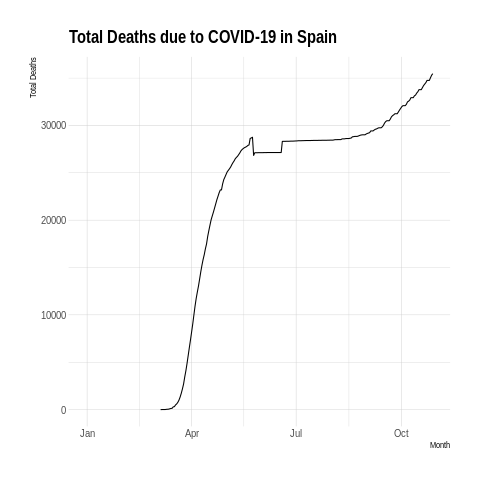 Total Deaths due to COVID-19 in Spain
Total Deaths
30000
20000
10000
0
Jan Apr Jul Oct
Month